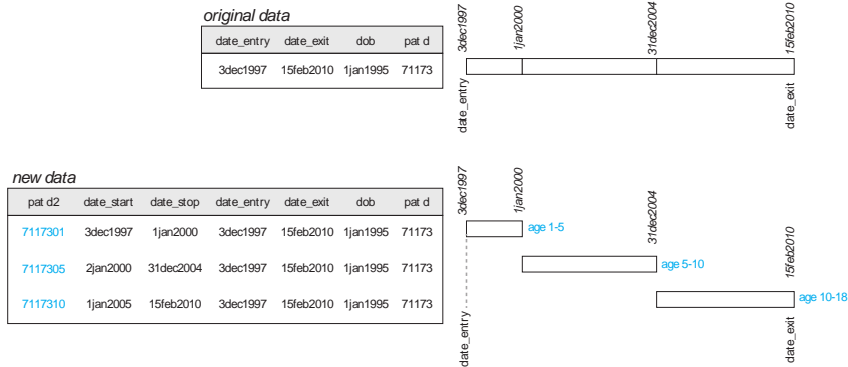 original data
date_entry date_exit dob pat d
3dec1997 15feb2010 1jan1995 71173
3dec1997
1jan2000
31dec2004
15feb2010
date_entry
date_exit
new data
pat d2 date_start date_stop date_entry date_exit dob pat d
7117301 3dec1997 1jan2000 3dec1997 15feb2010 1jan1995 71173
7117305 2jan2000 31dec2004 3dec1997 15feb2010 1jan1995 71173
7117310 1jan2005 15feb2010 3dec1997 15feb2010 1jan1995 71173
3dec1997
1jan2000
31dec2004
15feb2010
age 1-5
age 5-10
age 10-18
date_entry
date_exit